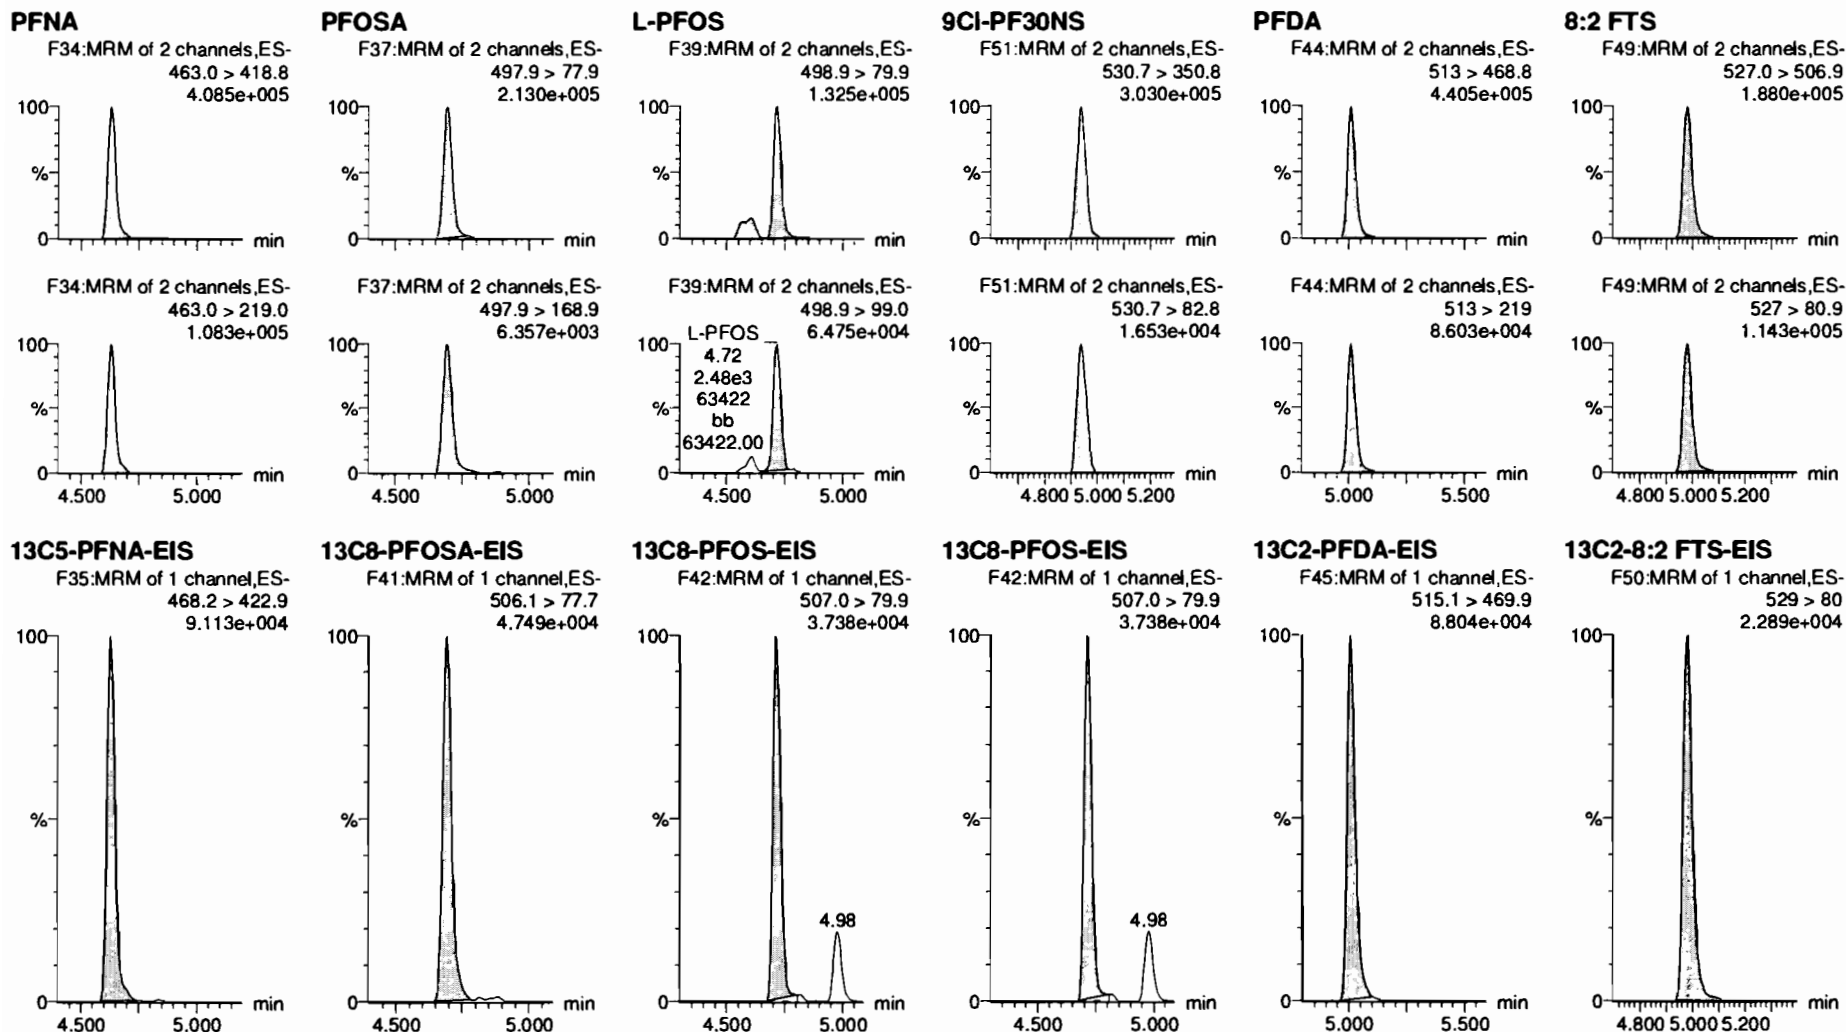 PFNA
F34:MRM of 2 channels,ES-
463.0 > 418.8
4.085e+005
100
%
0
min
F34:MRM of 2 channels,ES-
463.0 > 219.0
1.083e+005
100
%
0
min
4.500 5.000
PFOSA
F37:MRM of 2 channels,ES-
497.9 > 77.9
2.130e+005
100
%
0
min
F37:MRM of 2 channels,ES-
497.9 > 168.9
6.357e+003
100
%
0
min
4.500 5.000
L-PFOS
F39:MRM of 2 channels,ES-
498.9 > 79.9
1.325e+005
100
%
0
min
F39:MRM of 2 channels,ES-
498.9 > 99.0
6.475e+004
L-PFOS
4.72
2.48e3
63422
bb
63422.00
100
%
0
min
4.500 5.000
9Cl-PF30NS
F51:MRM of 2 channels,ES-
530.7 > 350.8
3.030e+005
100
%
0
min
F51:MRM of 2 channels,ES-
530.7 > 82.8
1.653e+004
100
%
0
min
4.800 5.000 5.200
PFDA
F44:MRM of 2 channels,ES-
513 > 468.8
4.405e+005
100
%
0
min
F44:MRM of 2 channels,ES-
513 > 219
8.603e+004
100
%
0
min
5.000 5.500
8:2 FTS
F49:MRM of 2 channels,ES-
527.0 > 506.9
1.880e+005
100
%
0
min
F49:MRM of 2 channels,ES-
527 > 80.9
1.143e+005
100
%
0
min
4.800 5.000 5.200
13C5-PFNA-EIS
F35:MRM of 1 channel,ES-
468.2 > 422.9
9.113e+004
100
%
0
min
4.500 5.000
13C8-PFOSA-EIS
F41:MRM of 1 channel,ES-
506.1 > 77.7
4.749e+004
100
%
0
min
4.500 5.000
13C8-PFOS-EIS
F42:MRM of 1 channel,ES-
507.0 > 79.9
3.738e+004
100
%
4.98
0
min
4.500 5.000
13C8-PFOS-EIS
F42:MRM of 1 channel,ES-
507.0 > 79.9
3.738e+004
100
%
4.98
0
min
4.500 5.000
13C2-PFDA-EIS
F45:MRM of 1 channel,ES-
515.1 > 469.9
8.804e+004
100
%
0
min
5.000 5.500
13C2-8:2 FTS-EIS
F50:MRM of 1 channel,ES-
529 > 80
2.289e+004
100
%
0
min
4.800 5.000 5.200